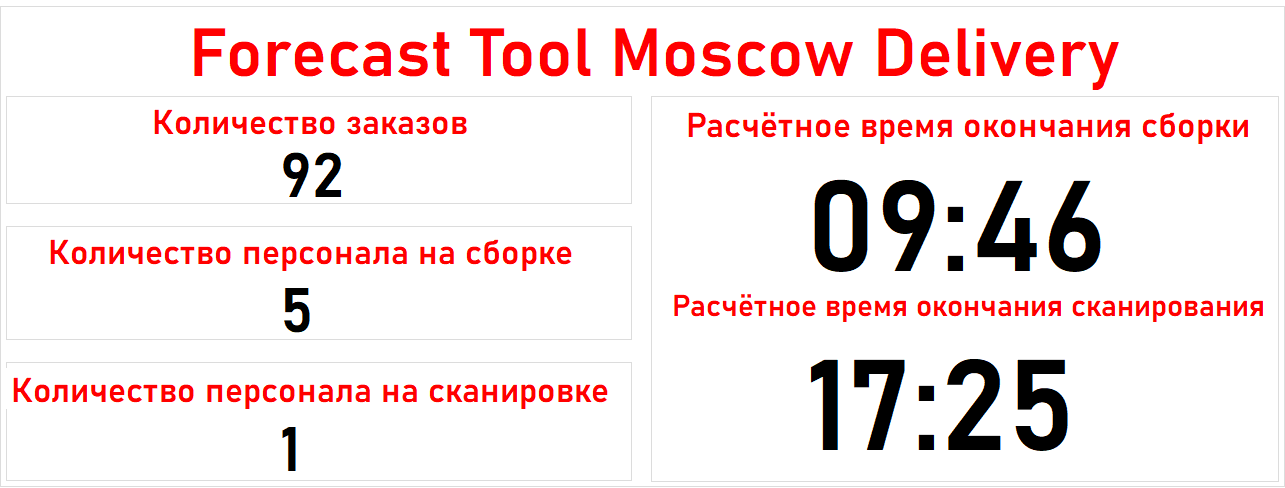 Forecast Tool Moscow Delivery
Количество заказов
92
Количество персонала на сборке
5
Количество персонала на сканировке
1
Расчётное время окончания сборки
09:46
Расчётное время окончания сканирования
17:25